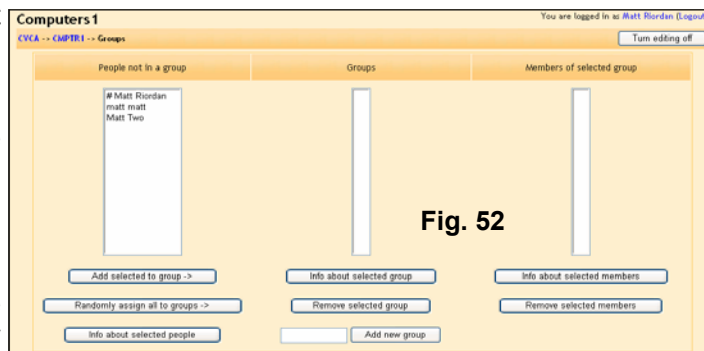 Computers1
You are logged in as Matt Riordan (Logout
CVCA -> CMPTR1 -> Groups
Turn editing off
People not in a group
Groups
Members of selected group
# Matt Riordan
matt matt
Matt Two
Fig. 52
Add selected to group ->
Info about selected group
Info about selected members
Randomly assign all to groups ->
Remove selected group
Remove selected members
Info about selected people
Add new group